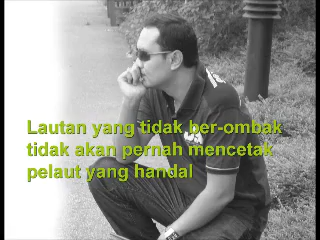 Lautan yang tidak ber-ombak
tidak akan pernah mencetak
pelaut yang handal